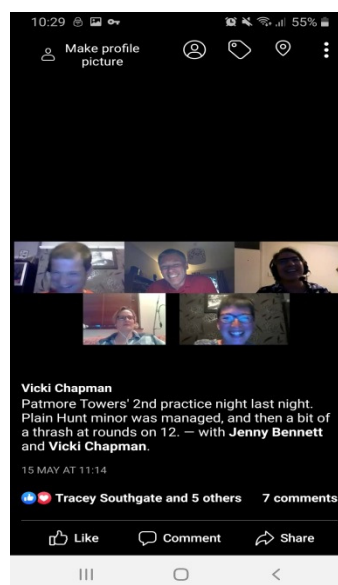 10:29 55%
Make profile
picture
Vicki Chapman
Patmore Towers' 2nd practice night last night.
Plain Hunt minor was managed, and then a bit of
a thrash at rounds on 12. — with Jenny Bennett
and Vicki Chapman.
15 MAY AT 11:14
Tracey Southgate and 5 others 7 comments
Like Comment Share